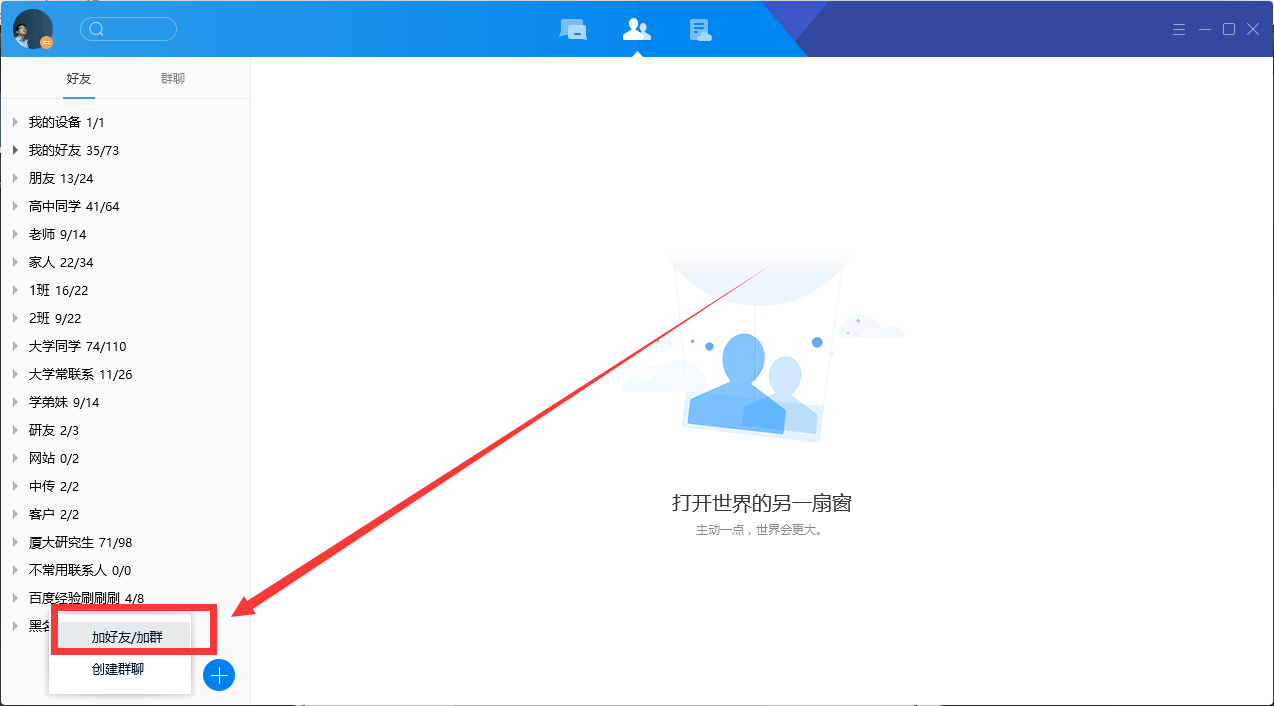 好友 群聊
我的设备 1/1
我的好友 35/73
朋友 13/24
高中同学 41/64
老师 9/14
家人 22/34
1班 16/22
2班 9/22
大学同学 74/110
大学常联系 11/26
学弟妹 9/14
研友 2/3
网站 0/2
中传 2/2
客户 2/2
厦大研究生 71/98
不常用联系人 0/0
百度经验刷刷刷 4/8
黑名
加好友/加群
创建群聊
打开世界的另一扇窗
主动一点，世界会更大。